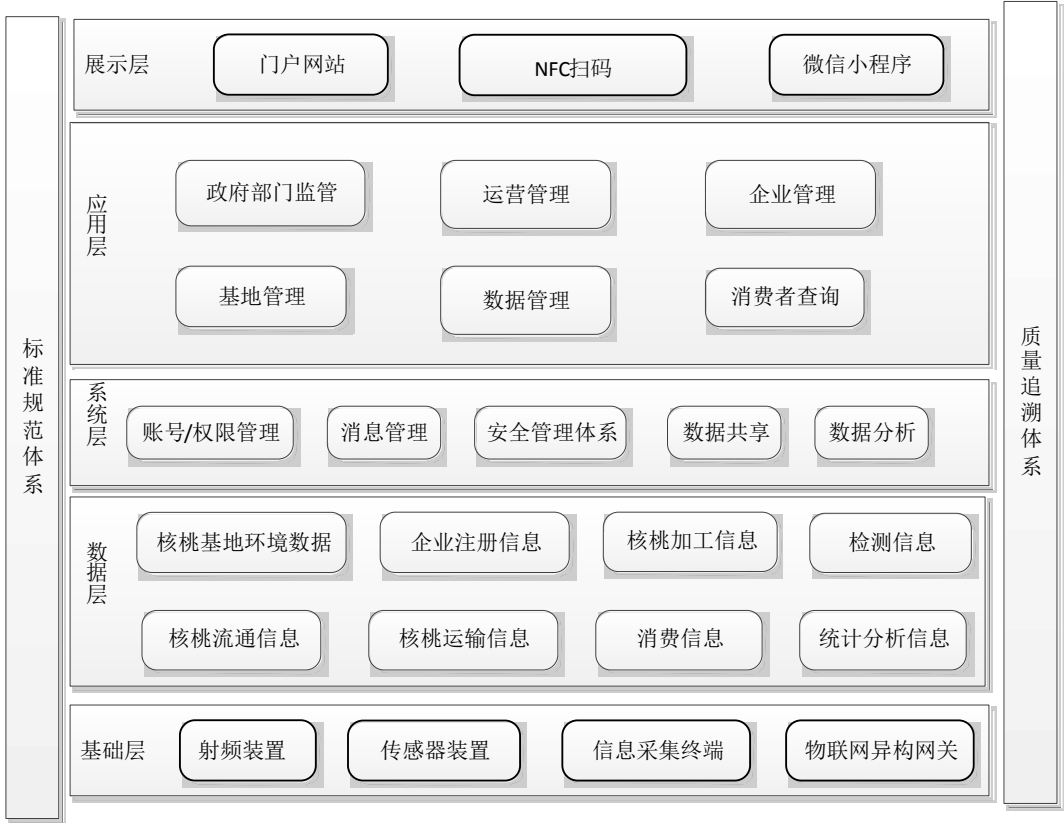 标准规范体系
展示层
门户网站
NFC扫码
微信小程序
应用层
政府部门监管
运营管理
企业管理
基地管理
数据管理
消费者查询
系统层
账号/权限管理
消息管理
安全管理体系
数据共享
数据分析
数据层
核桃基地环境数据
企业注册信息
核桃加工信息
检测信息
核桃流通信息
核桃运输信息
消费信息
统计分析信息
基础层
射频装置
传感器装置
信息采集终端
物联网异构网关
质量追溯体系